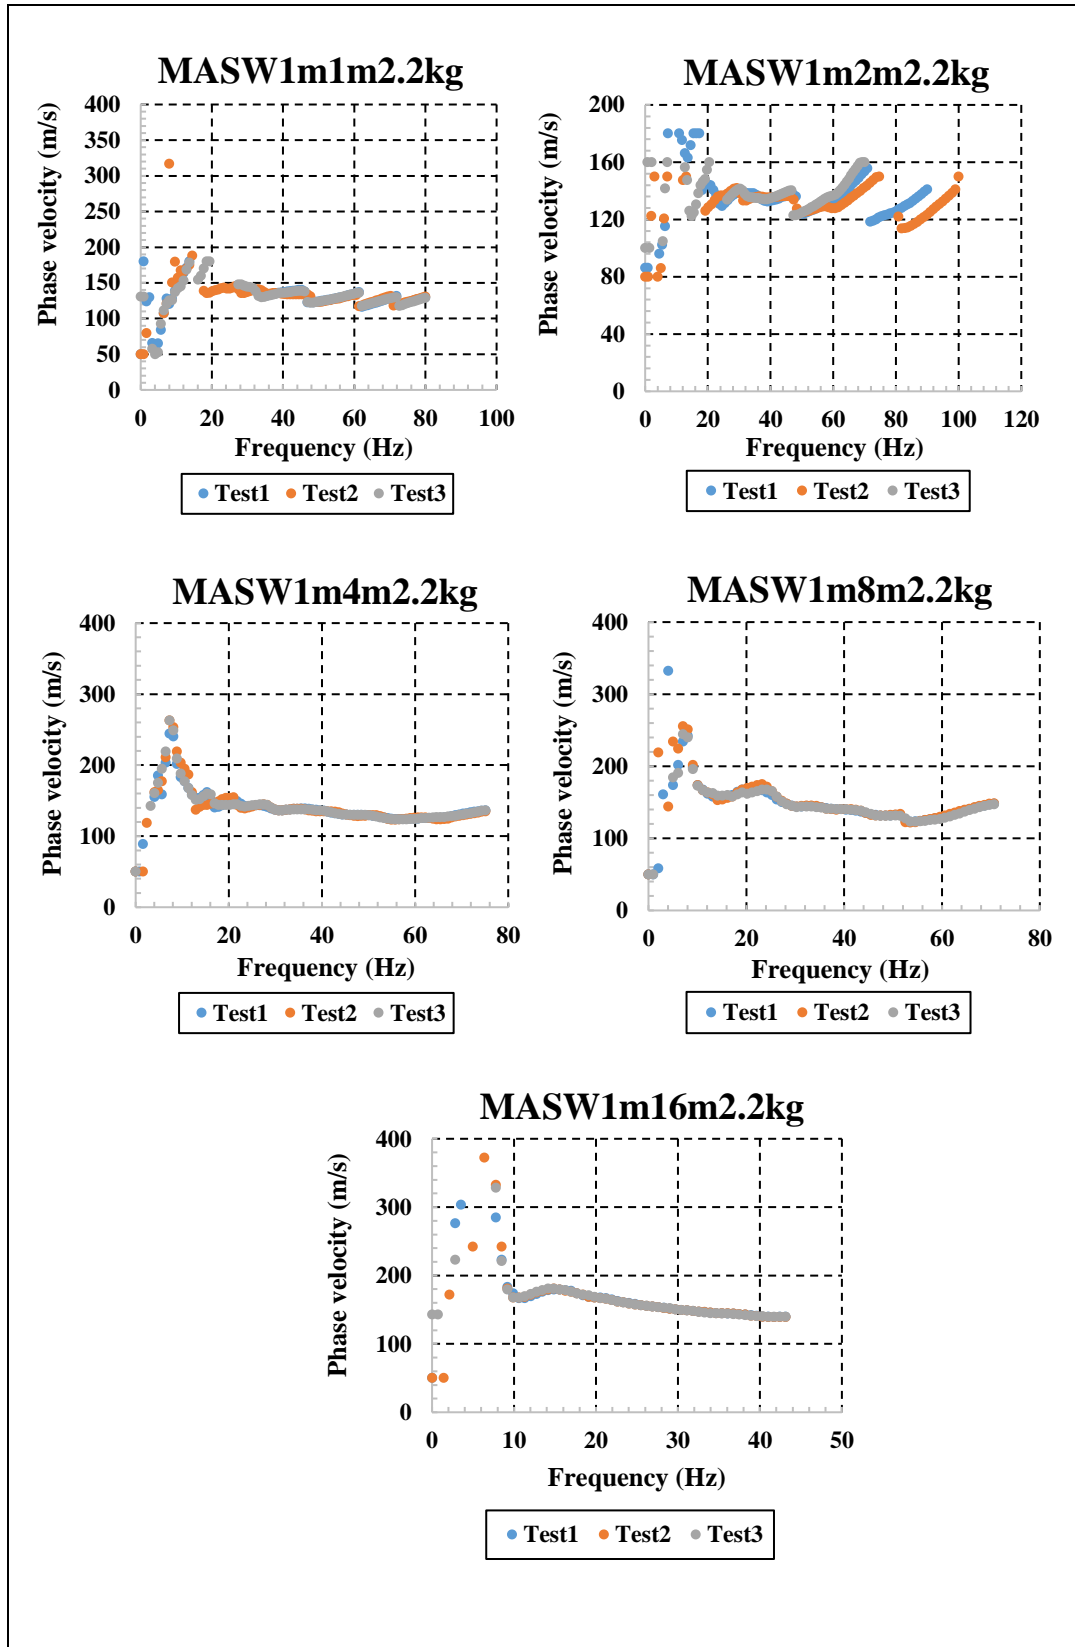 MASW1m1m2.2kg
Phase velocity (m/s)
400
350
300
250
200
150
100
50
0
0 20 40 60 80 100
Frequency (Hz)
Test1 Test2 Test3
MASW1m2m2.2kg
Phase velocity (m/s)
200
160
120
80
40
0
0 20 40 60 80 100 120
Frequency (Hz)
Test1 Test2 Test3
MASW1m4m2.2kg
Phase velocity (m/s)
400
300
200
100
0
0 20 40 60 80
Frequency (Hz)
Test1 Test2 Test3
MASW1m8m2.2kg
Phase velocity (m/s)
400
300
200
100
0
0 20 40 60 80
Frequency (Hz)
Test1 Test2 Test3
MASW1m16m2.2kg
Phase velocity (m/s)
400
300
200
100
0
0 10 20 30 40 50
Frequency (Hz)
Test1 Test2 Test3